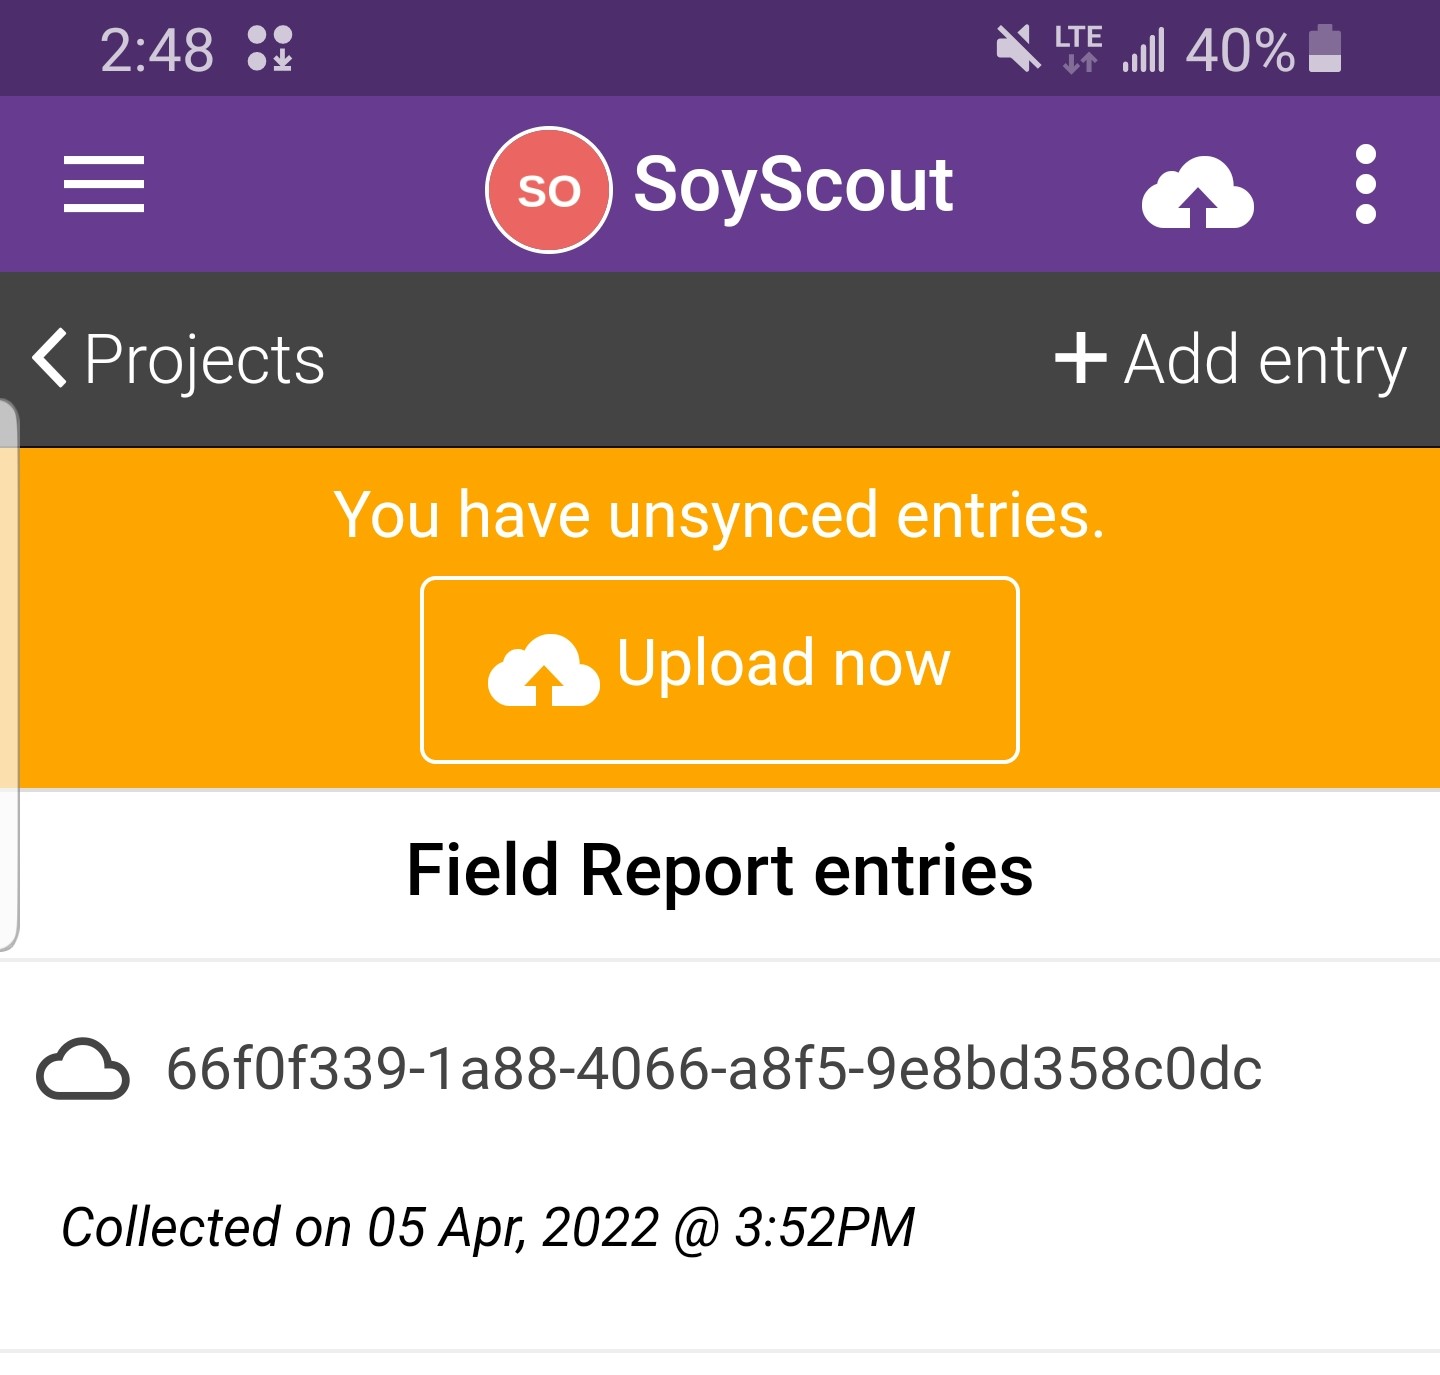 2:48 LTE 40%
SO SoyScout
Projects Add entry
You have unsynced entries.
Upload now
Field Report entries
66f0f339-1a88-4066-a8f5-9e8bd358c0dc
Collected on 05 Apr, 2022 @ 3:52PM